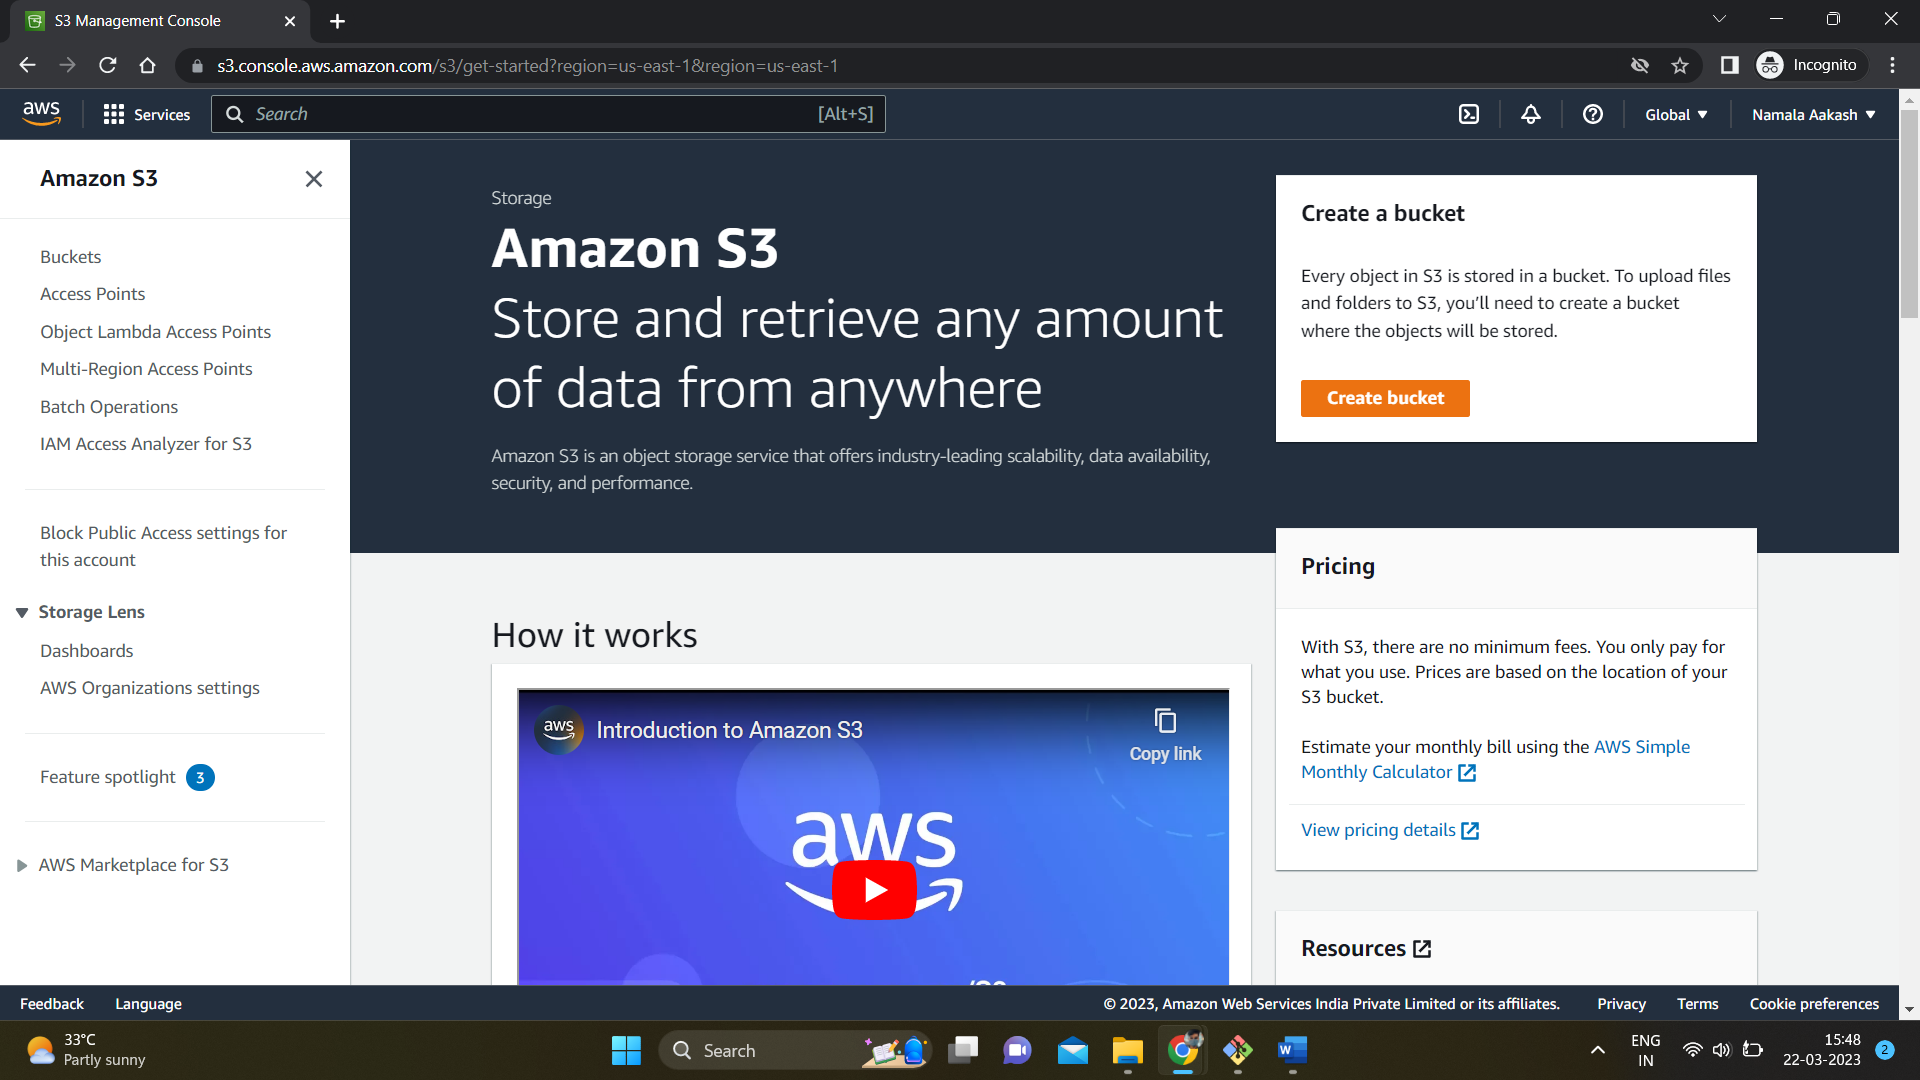 S3 Management Console
s3.console.aws.amazon.com/s3/get-started?region=us-east-1&region=us-east-1
Incognito
aws
Services
Search
[Alt+S]
Global
Namala Aakash
Amazon S3
Buckets
Access Points
Object Lambda Access Points
Multi-Region Access Points
Batch Operations
IAM Access Analyzer for S3
Block Public Access settings for
this account
Storage Lens
Dashboards
AWS Organizations settings
Feature spotlight 3
AWS Marketplace for S3
Storage
Amazon S3
Store and retrieve any amount
of data from anywhere
Amazon S3 is an object storage service that offers industry-leading scalability, data availability,
security, and performance.
Create a bucket
Every object in S3 is stored in a bucket. To upload files
and folders to S3, you'll need to create a bucket
where the objects will be stored.
Create bucket
How it works
aws
Introduction to Amazon S3
Copy link
aws
Pricing
With S3, there are no minimum fees. You only pay for
what you use. Prices are based on the location of your
S3 bucket.
Estimate your monthly bill using the AWS Simple
Monthly Calculator
View pricing details
Resources
Feedback
Language
© 2023, Amazon Web Services India Private Limited or its affiliates.
Privacy
Terms
Cookie preferences
33°C
Partly sunny
Search
W
ENG
IN
15:48
22-03-2023
2